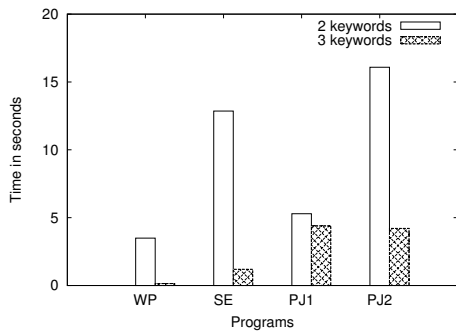 20
2 keywords
3 keywords
15
10
5
0
Time in seconds
WP SE PJ1 PJ2
Programs